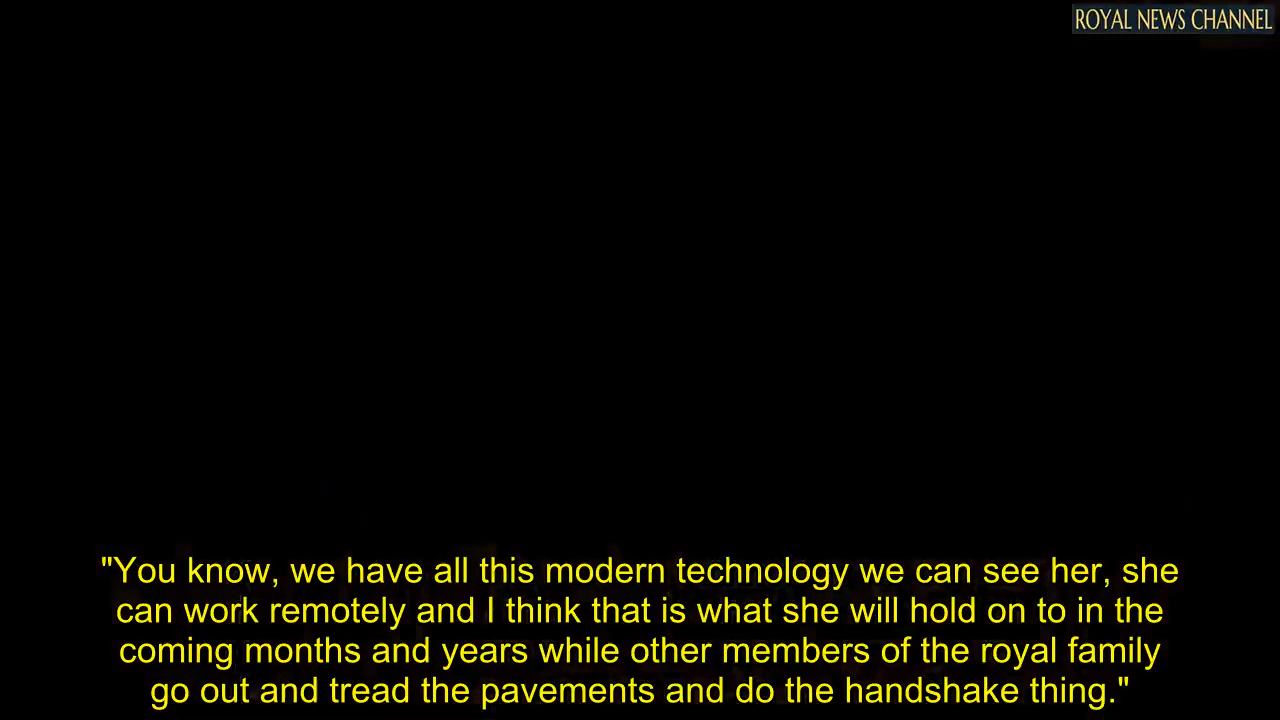 ROYAL NEWS CHANNEL
"You know, we have all this modern technology we can see her, she
can work remotely and I think that is what she will hold on to in the
coming months and years while other members of the royal family
go out and tread the pavements and do the handshake thing."